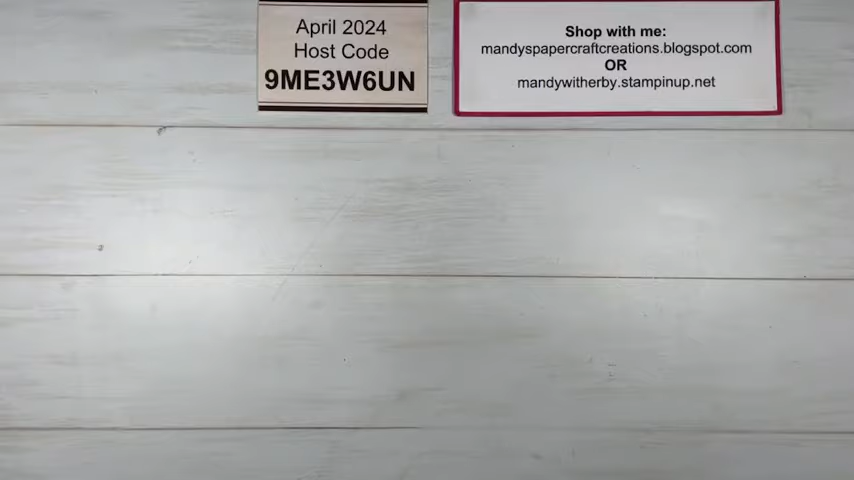 April 2024
Host Code
9ME3W6UN
Shop with me:
mandyspapercraftcreations.blogspot.com
OR
mandywitherby.stampinup.net